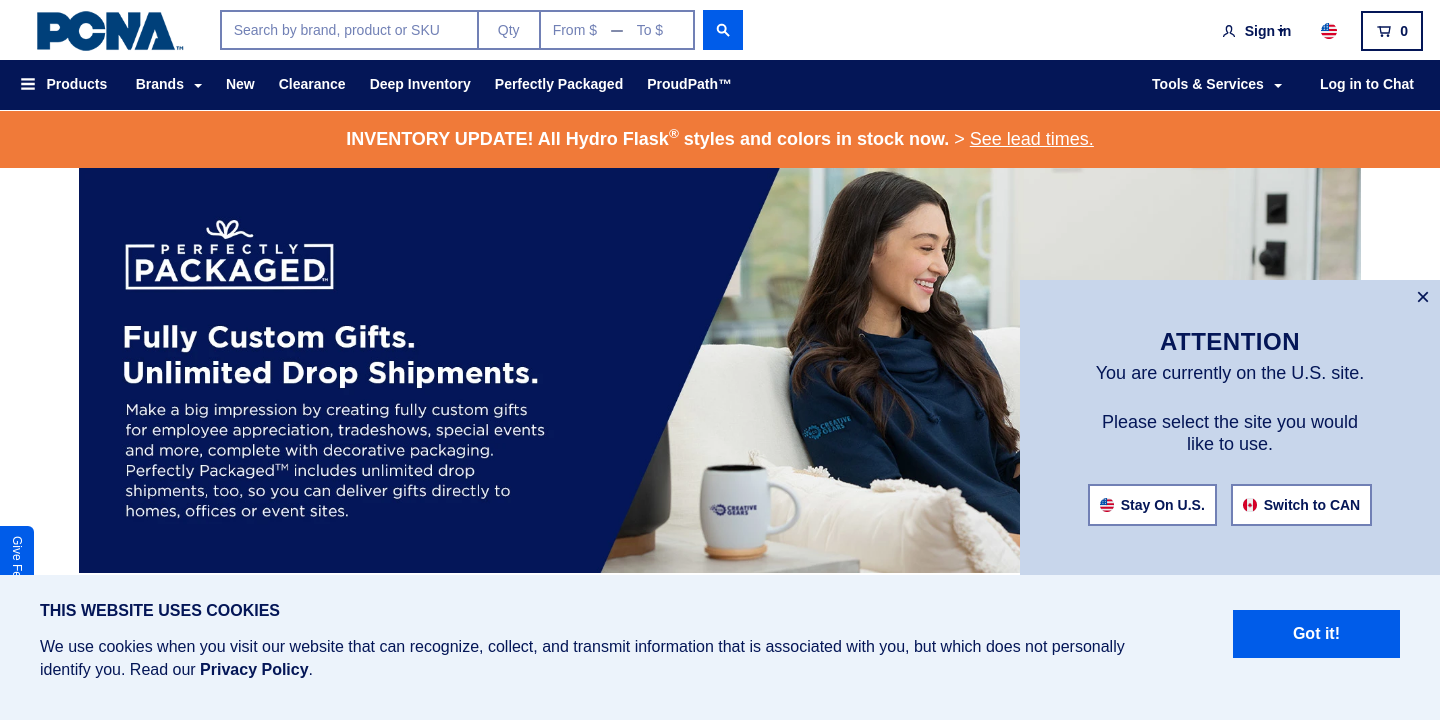 PCNA™
Search by brand, product or SKU
Qty
From $ — To $
Sign in
0
Products
Brands
New
Clearance
Deep Inventory
Perfectly Packaged
ProudPath™
Tools & Services
Log in to Chat
INVENTORY UPDATE! All Hydro Flask® styles and colors in stock now. > See lead times.
PERFECTLY
PACKAGED™
Fully Custom Gifts.
Unlimited Drop Shipments.
Make a big impression by creating fully custom gifts
for employee appreciation, tradeshows, special events
and more, complete with decorative packaging.
Perfectly Packaged™ includes unlimited drop
shipments, too, so you can deliver gifts directly to
homes, offices or event sites.
CREATIVE
GEARS
CREATIVE
GEARS
×
ATTENTION
You are currently on the U.S. site.
Please select the site you would
like to use.
Stay On U.S.
Switch to CAN
Give
THIS WEBSITE USES COOKIES
We use cookies when you visit our website that can recognize, collect, and transmit information that is associated with you, but which does not personally
identify you. Read our Privacy Policy.
Got it!